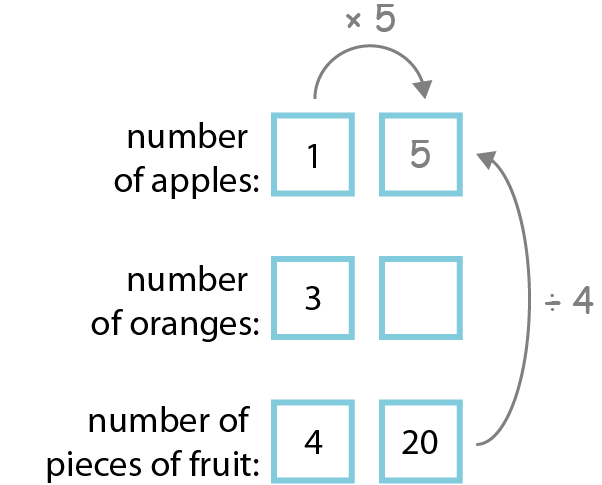 × 5
number
of apples:
1 5
number
of oranges:
3
÷ 4
number of
pieces of fruit:
4 20